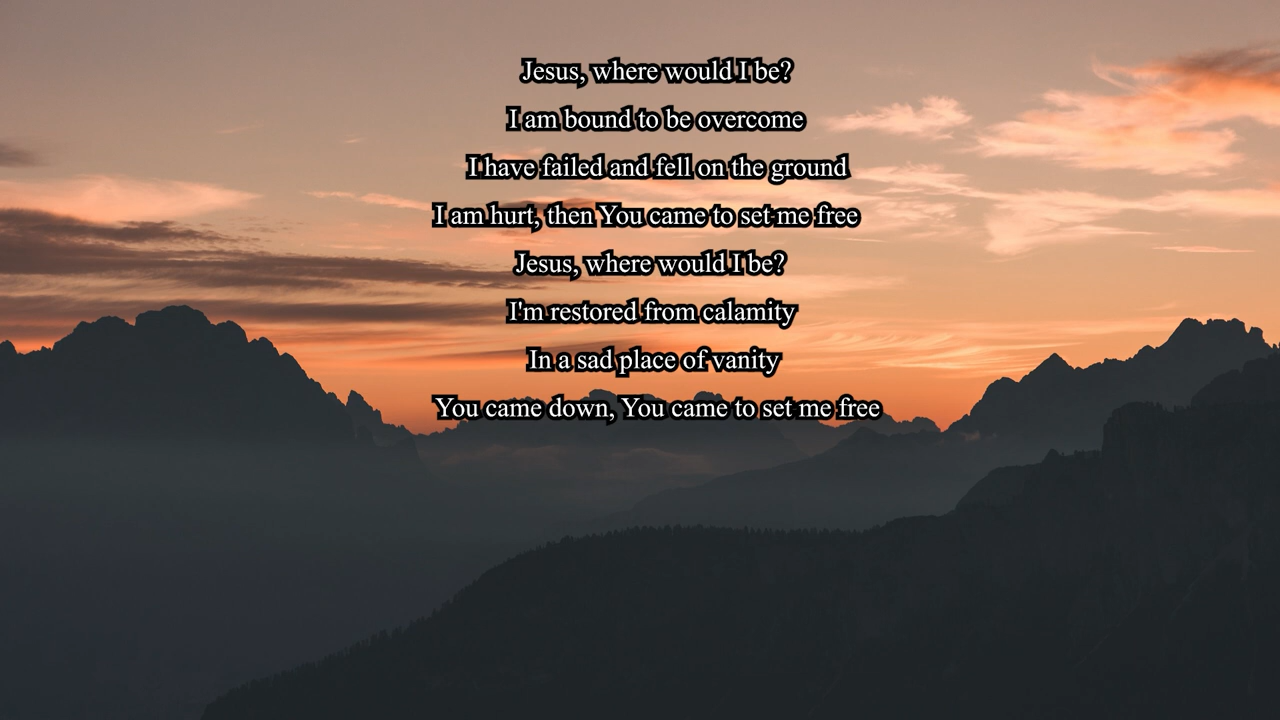 Jesus, where would I be?
I am bound to be overcome
I have failed and fell on the ground
I am hurt, then You came to set me free
Jesus, where would I be?
I'm restored from calamity
In a sad place of vanity
You came down, You came to set me free